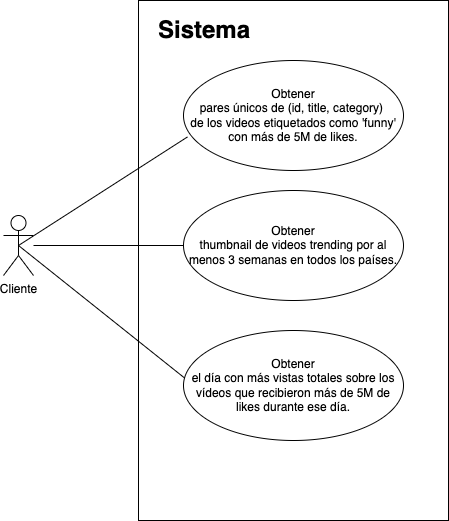 Sistema
Obtener
pares únicos de (id, title, category)
de los videos etiquetados como 'funny'
con más de 5M de likes.
Obtener
thumbnail de videos trending por al
menos 3 semanas en todos los países.
Cliente
Obtener
el día con más vistas totales sobre los
vídeos que recibieron más de 5M de
likes durante ese día.